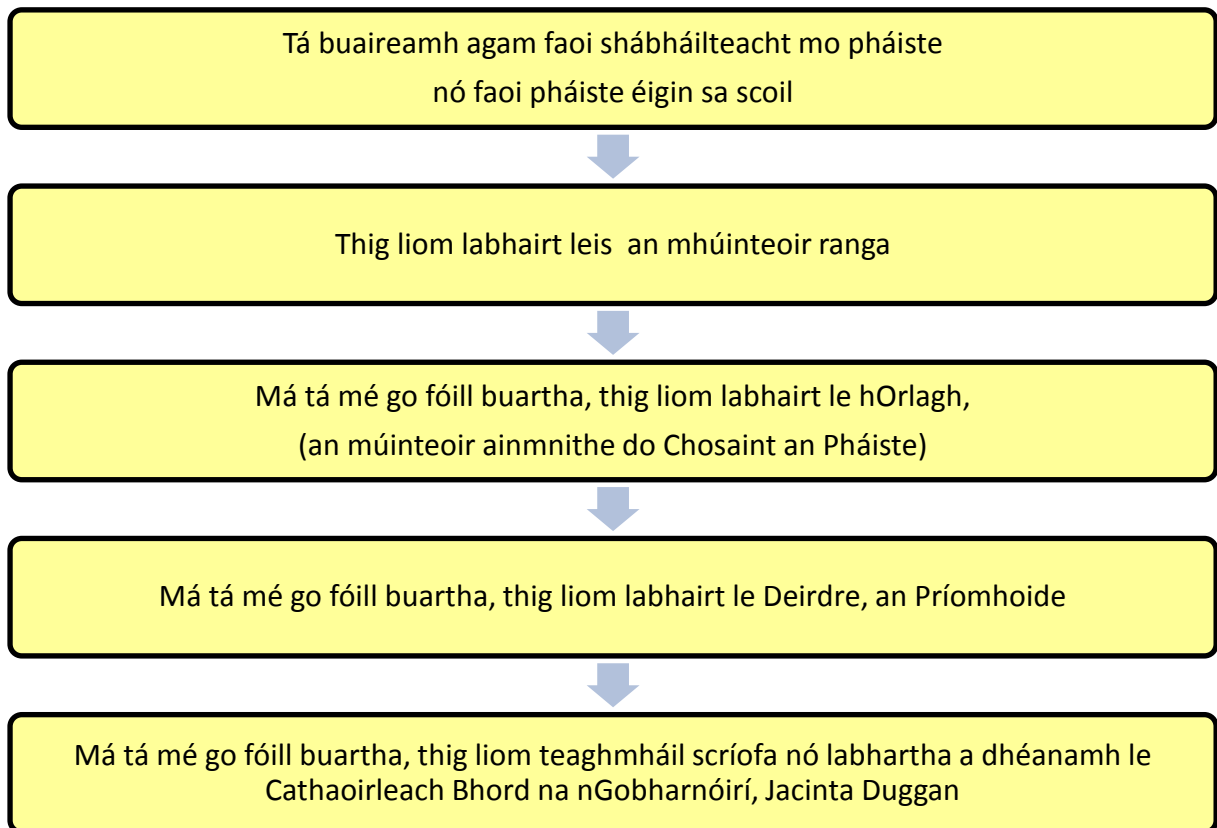 Tá buaireamh agam faoi shábháilteacht mo pháiste
nó faoi pháiste éigin sa scoil
Thig liom labhairt leis an mhúinteoir ranga
Má tá mé go fóill buartha, thig liom labhairt le hOrlagh,
(an múinteoir ainmnithe do Chosaint an Pháiste)
Má tá mé go fóill buartha, thig liom labhairt le Deirdre, an Príomhoide
Má tá mé go fóill buartha, thig liom teaghmháil scríofa nó labhartha a dhéanamh le
Cathaoirleach Bhord na nGobharnóirí, Jacinta Duggan